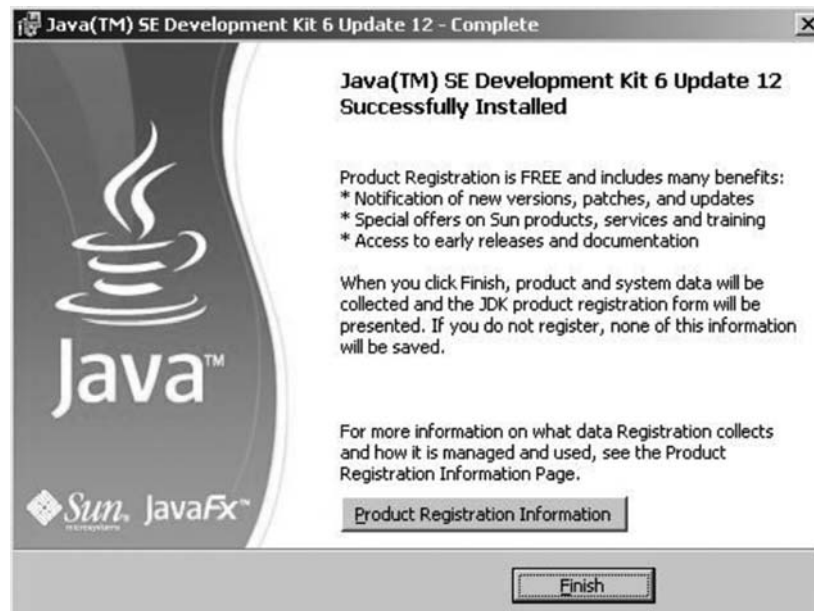 Java(TM) SE Development Kit 6 Update 12 - Complete
Java(TM) SE Development Kit 6 Update 12
Successfully Installed
Product Registration is FREE and includes many benefits:
* Notification of new versions, patches, and updates
* Special offers on Sun products, services and training
* Access to early releases and documentation
When you click Finish, product and system data will be
collected and the JDK product registration form will be
presented. If you do not register, none of this information
will be saved.
For more information on what data Registration collects
and how it is managed and used, see the Product
Registration Information Page.
Product Registration Information
Finish
Java™
Sun microsystems
JavaFx™